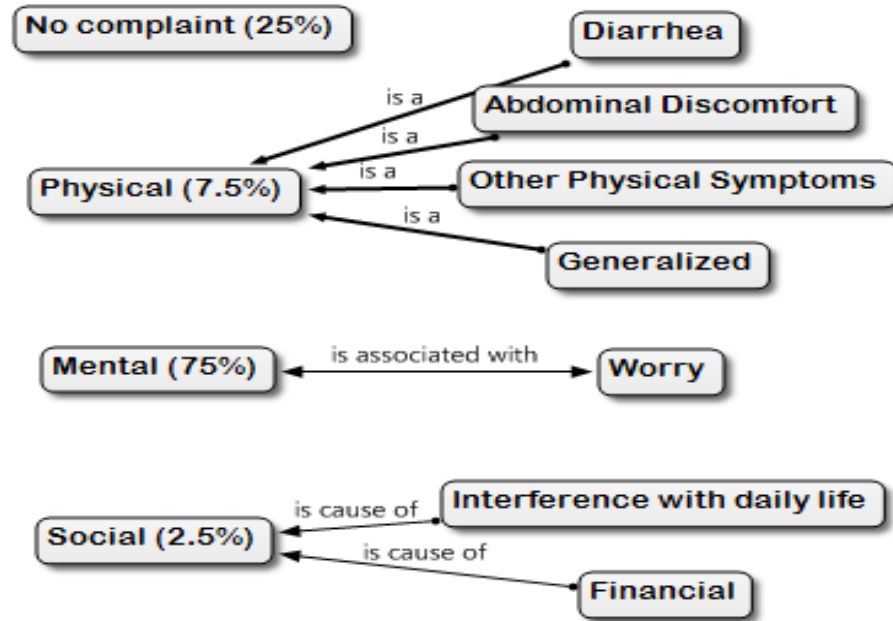 No complaint (25%)
Diarrhea
is a
Abdominal Discomfort
is a
Physical (7.5%)
is a
Other Physical Symptoms
is a
Generalized
Mental (75%)
is associated with
Worry
Interference with daily life
is cause of
Social (2.5%)
is cause of
Financial